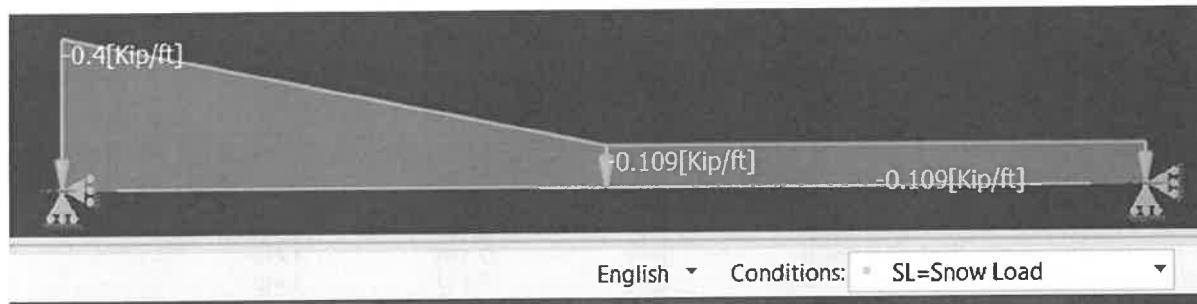 -0.4[Kip/ft]
-0.109[Kip/ft]
-0.109[Kip/ft]
English Conditions: SL=Snow Load